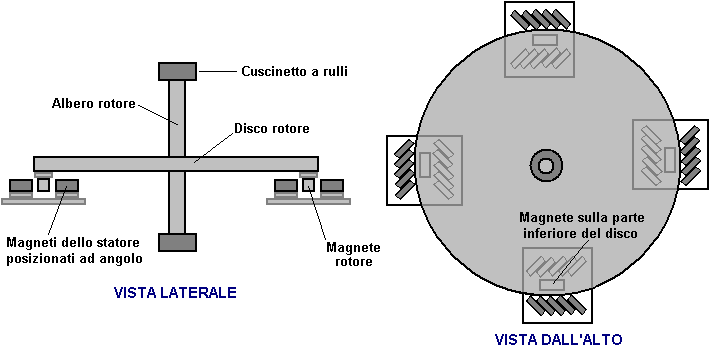 Cuscinetto a rulli
Albero rotore
Disco rotore
Magneti dello statore
posizionati ad angolo
Magnete
rotore
VISTA LATERALE
Magnete sulla parte
inferiore del disco
VISTA DALL'ALTO